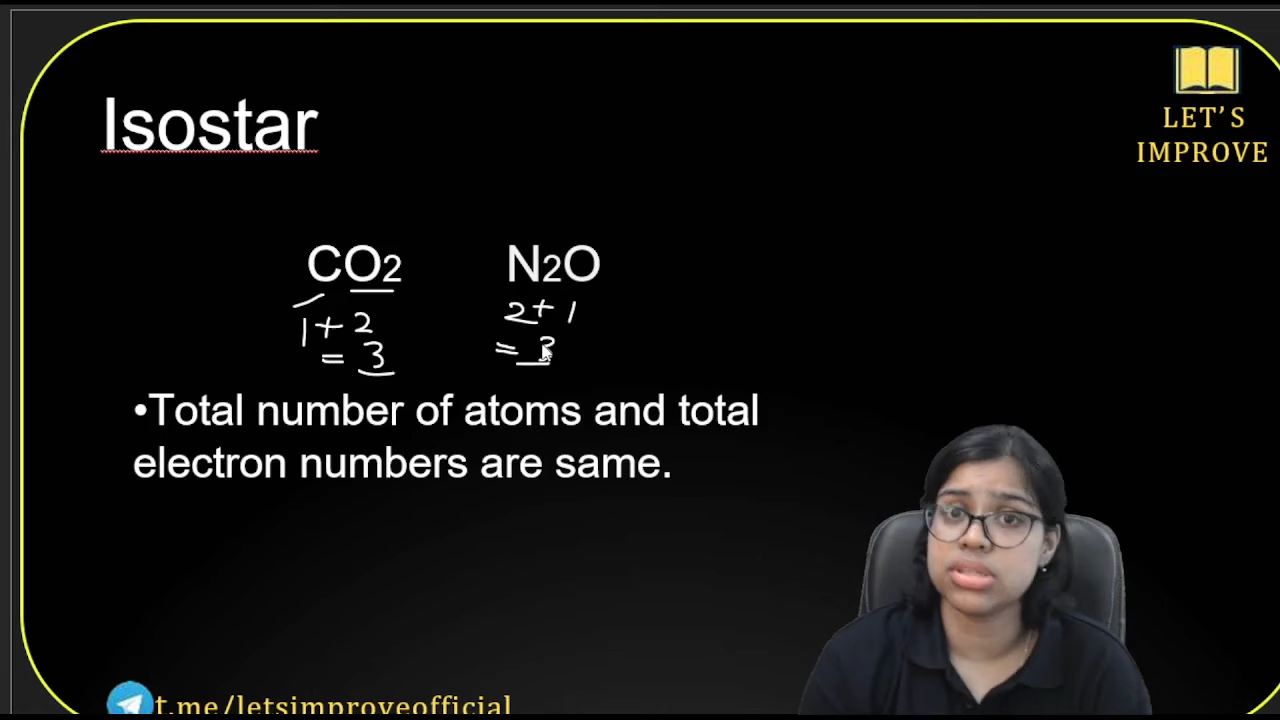 Isostar
LET'S
IMPROVE
CO2 N2O
1 + 2
= 3
2 + 1
= 3
•Total number of atoms and total
electron numbers are same.
t.me/letsimproveofficial